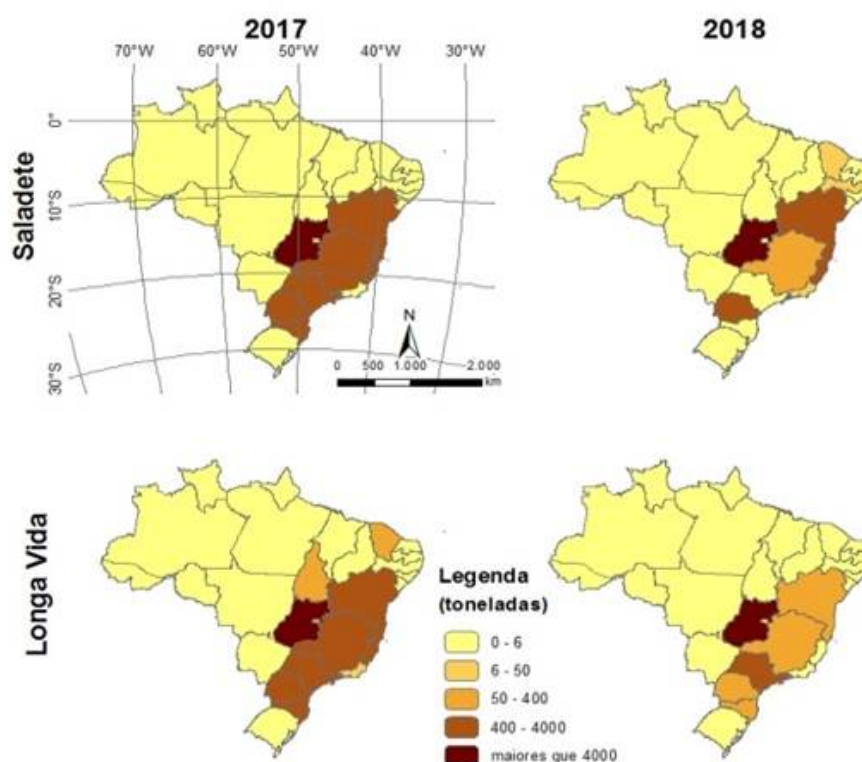 2017
2018
70°W 60°W 50°W 40°W 30°W
0°
10°S
20°S
30°S
Saladete
N
0 500 1.000 2.000
km
Longa Vida
Legenda
(toneladas)
0 - 6
6 - 50
50 - 400
400 - 4000
maiores que 4000